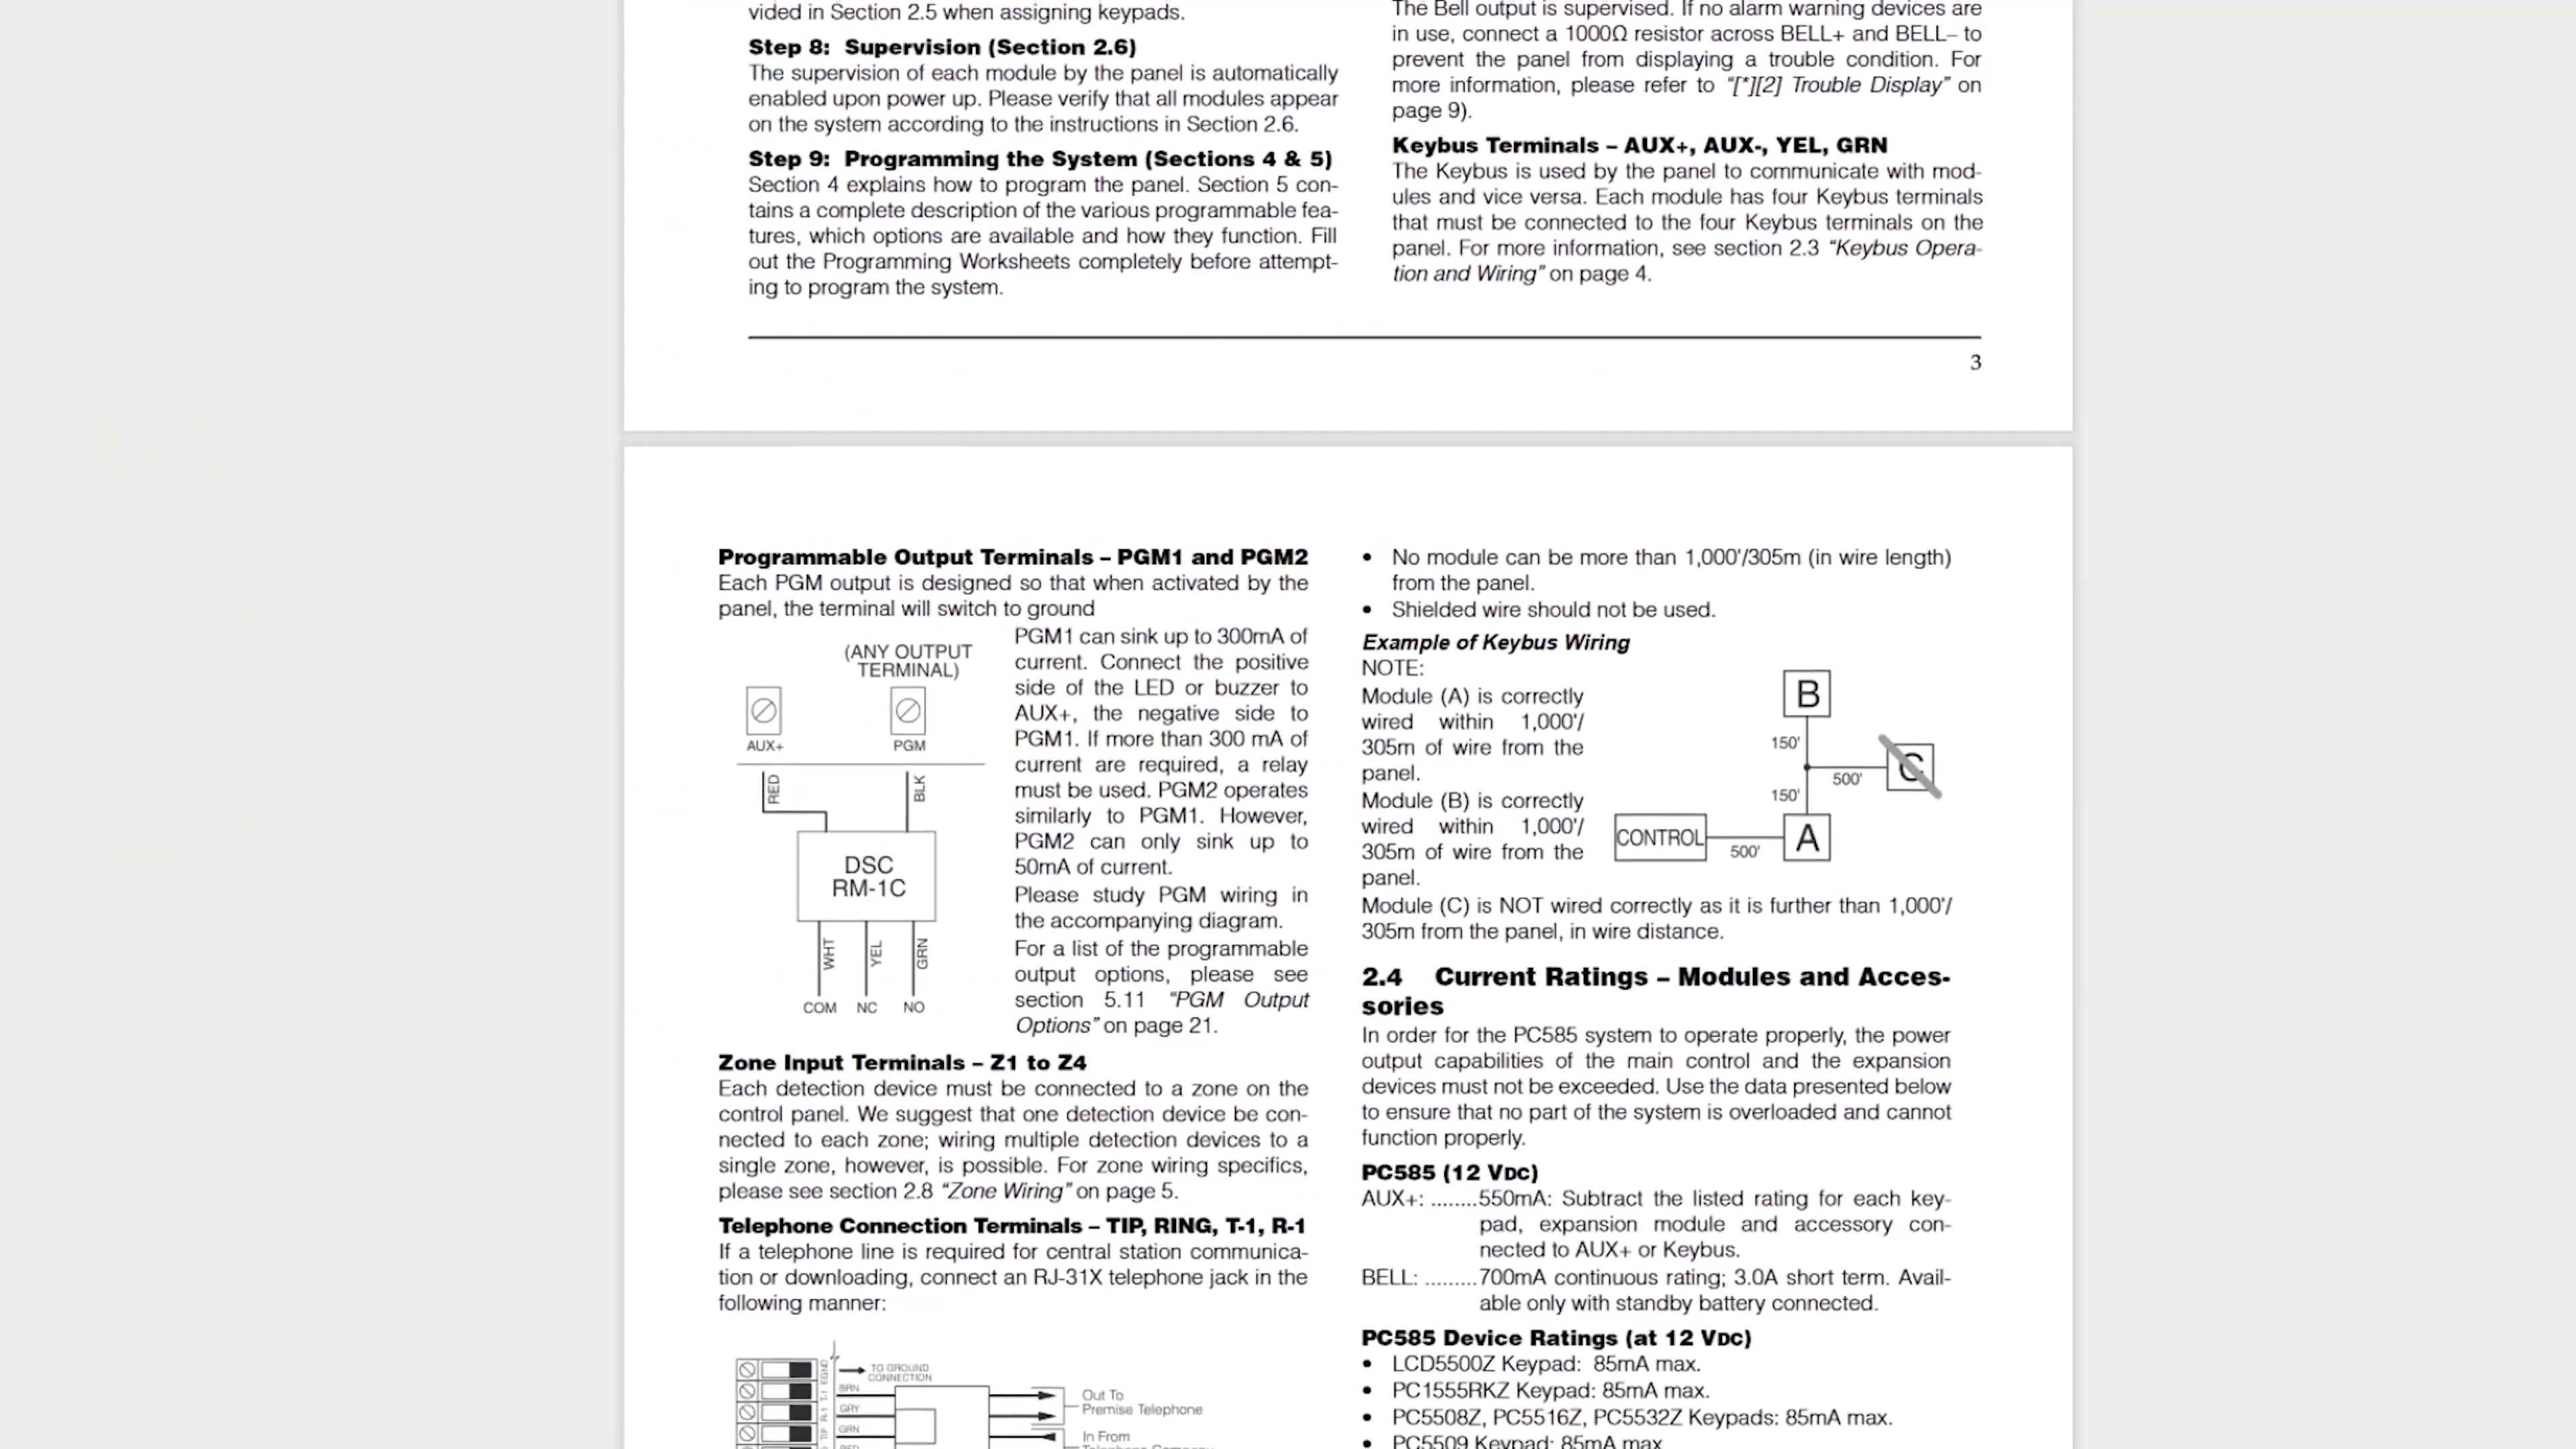 vided in Section 2.5 when assigning keypads.
Step 8: Supervision (Section 2.6)
The supervision of each module by the panel is automatically
enabled upon power up. Please verify that all modules appear
on the system according to the instructions in Section 2.6.
Step 9: Programming the System (Sections 4 & 5)
Section 4 explains how to program the panel. Section 5 con-
tains a complete description of the various programmable fea-
tures, which options are available and how they function. Fill
out the Programming Worksheets completely before attempt-
ing to program the system.
The Bell output is supervised. If no alarm warning devices are
in use, connect a 1000Ω resistor across BELL+ and BELL– to
prevent the panel from displaying a trouble condition. For
more information, please refer to “[*][2] Trouble Display” on
page 9).
Keybus Terminals – AUX+, AUX-, YEL, GRN
The Keybus is used by the panel to communicate with mod-
ules and vice versa. Each module has four Keybus terminals
that must be connected to the four Keybus terminals on the
panel. For more information, see section 2.3 “Keybus Opera-
tion and Wiring” on page 4.
3
Programmable Output Terminals – PGM1 and PGM2
Each PGM output is designed so that when activated by the
panel, the terminal will switch to ground
(ANY OUTPUT
TERMINAL)
AUX+
PGM
RED
BLK
DSC
RM-1C
WHT
YEL
GRN
COM
NC
NO
PGM1 can sink up to 300mA of
current. Connect the positive
side of the LED or buzzer to
AUX+, the negative side to
PGM1. If more than 300 mA of
current are required, a relay
must be used. PGM2 operates
similarly to PGM1. However,
PGM2 can only sink up to
50mA of current.
Please study PGM wiring in
the accompanying diagram.
For a list of the programmable
output options, please see
section 5.11 “PGM Output
Options” on page 21.
Zone Input Terminals – Z1 to Z4
Each detection device must be connected to a zone on the
control panel. We suggest that one detection device be con-
nected to each zone; wiring multiple detection devices to a
single zone, however, is possible. For zone wiring specifics,
please see section 2.8 “Zone Wiring” on page 5.
Telephone Connection Terminals – TIP, RING, T-1, R-1
If a telephone line is required for central station communica-
tion or downloading, connect an RJ-31X telephone jack in the
following manner:
EGND
T-1
R-1
TIP
TO GROUND
CONNECTION
BRN
GRY
GRN
RED
Out To
Premise Telephone
In From
Telephone Company
• No module can be more than 1,000'/305m (in wire length)
from the panel.
• Shielded wire should not be used.
Example of Keybus Wiring
NOTE:
Module (A) is correctly
wired within 1,000'/
305m of wire from the
panel.
Module (B) is correctly
wired within 1,000'/
305m of wire from the
panel.
B
150'
C
500'
150'
CONTROL
500'
A
Module (C) is NOT wired correctly as it is further than 1,000'/
305m from the panel, in wire distance.
2.4 Current Ratings – Modules and Acces-
sories
In order for the PC585 system to operate properly, the power
output capabilities of the main control and the expansion
devices must not be exceeded. Use the data presented below
to ensure that no part of the system is overloaded and cannot
function properly.
PC585 (12 VDC)
AUX+: ........550mA: Subtract the listed rating for each key-
pad, expansion module and accessory con-
nected to AUX+ or Keybus.
BELL: .........700mA continuous rating; 3.0A short term. Avail-
able only with standby battery connected.
PC585 Device Ratings (at 12 VDC)
• LCD5500Z Keypad: 85mA max.
• PC1555RKZ Keypad: 85mA max.
• PC5508Z, PC5516Z, PC5532Z Keypads: 85mA max.
• PC5509 Keypad: 85mA max